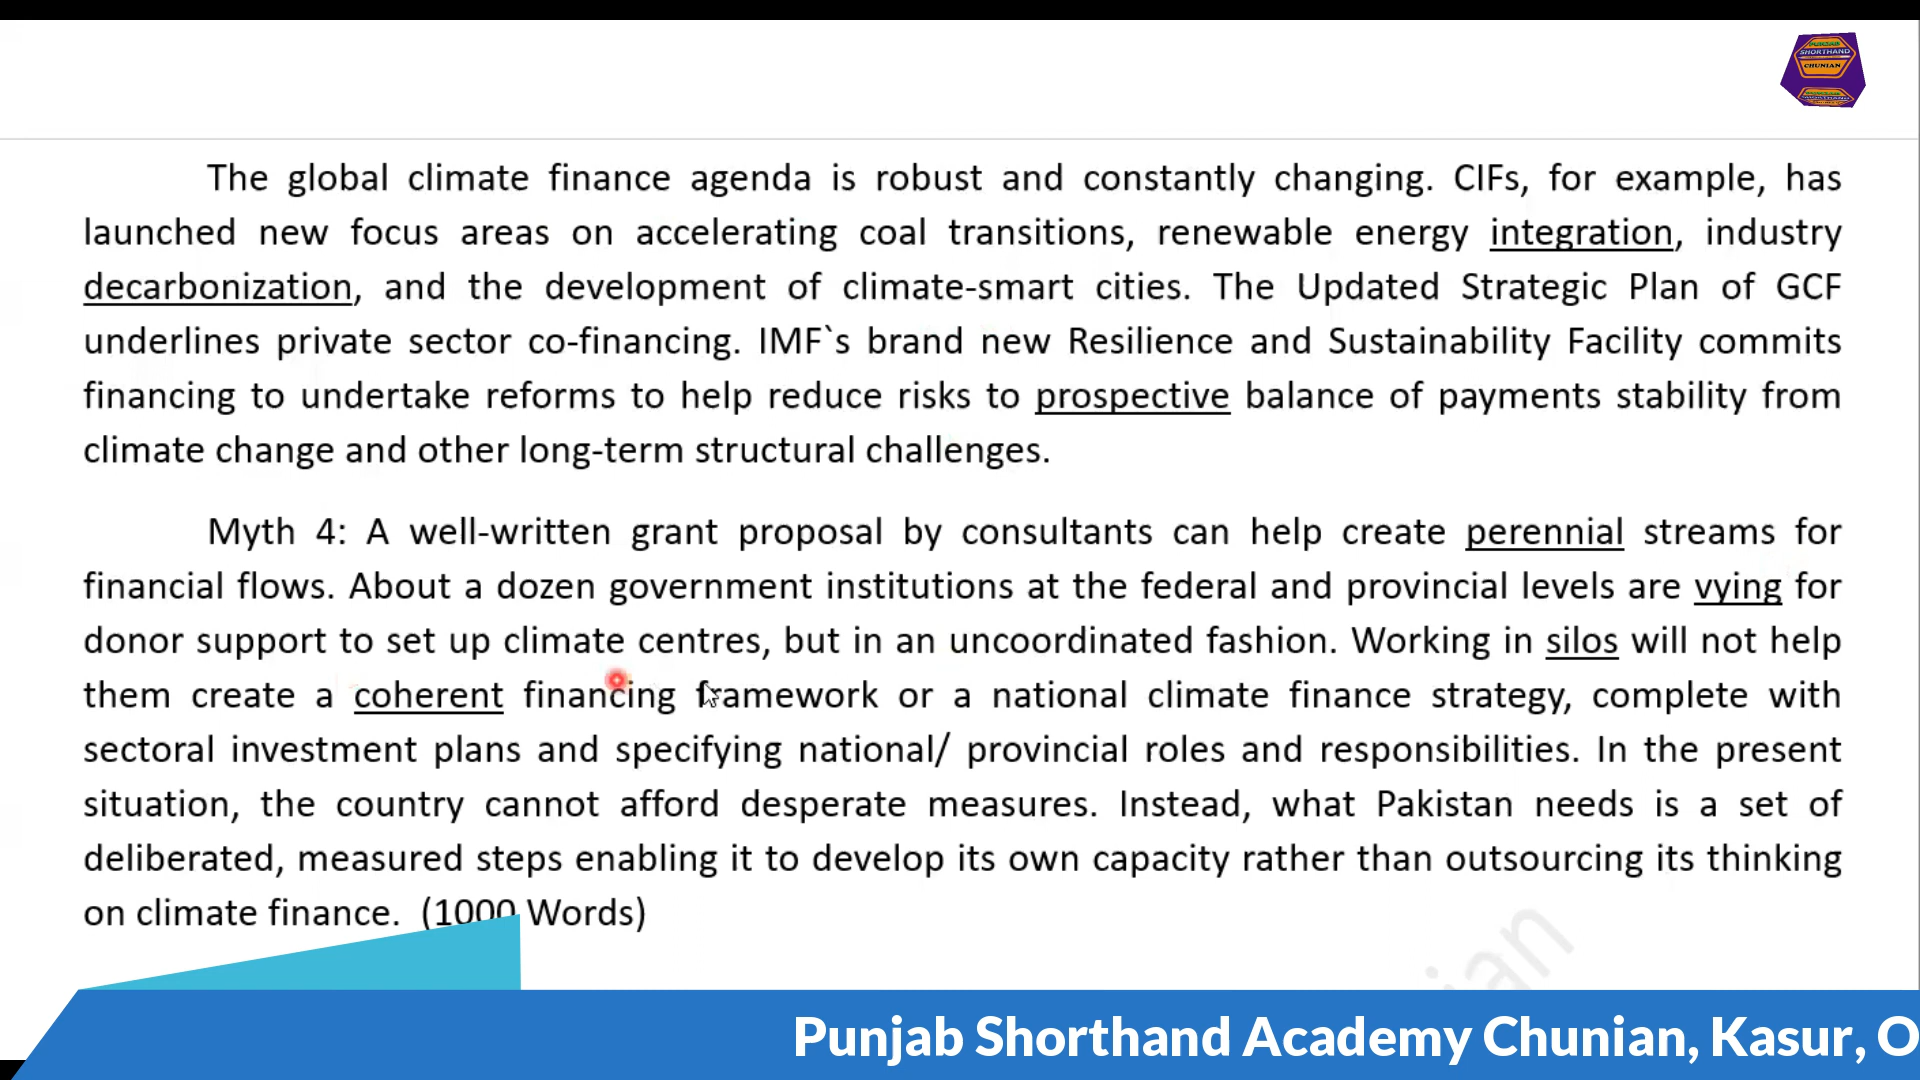 SHORTHAND
CHUNIAN
The global climate finance agenda is robust and constantly changing. CIFs, for example, has
launched new focus areas on accelerating coal transitions, renewable energy integration, industry
decarbonization, and the development of climate-smart cities. The Updated Strategic Plan of GCF
underlines private sector co-financing. IMF`s brand new Resilience and Sustainability Facility commits
financing to undertake reforms to help reduce risks to prospective balance of payments stability from
climate change and other long-term structural challenges.
Myth 4: A well-written grant proposal by consultants can help create perennial streams for
financial flows. About a dozen government institutions at the federal and provincial levels are vying for
donor support to set up climate centres, but in an uncoordinated fashion. Working in silos will not help
them create a coherent financing framework or a national climate finance strategy, complete with
sectoral investment plans and specifying national/ provincial roles and responsibilities. In the present
situation, the country cannot afford desperate measures. Instead, what Pakistan needs is a set of
deliberated, measured steps enabling it to develop its own capacity rather than outsourcing its thinking
on climate finance. (1000 Words)
Punjab Shorthand Academy Chunian, Kasur, O